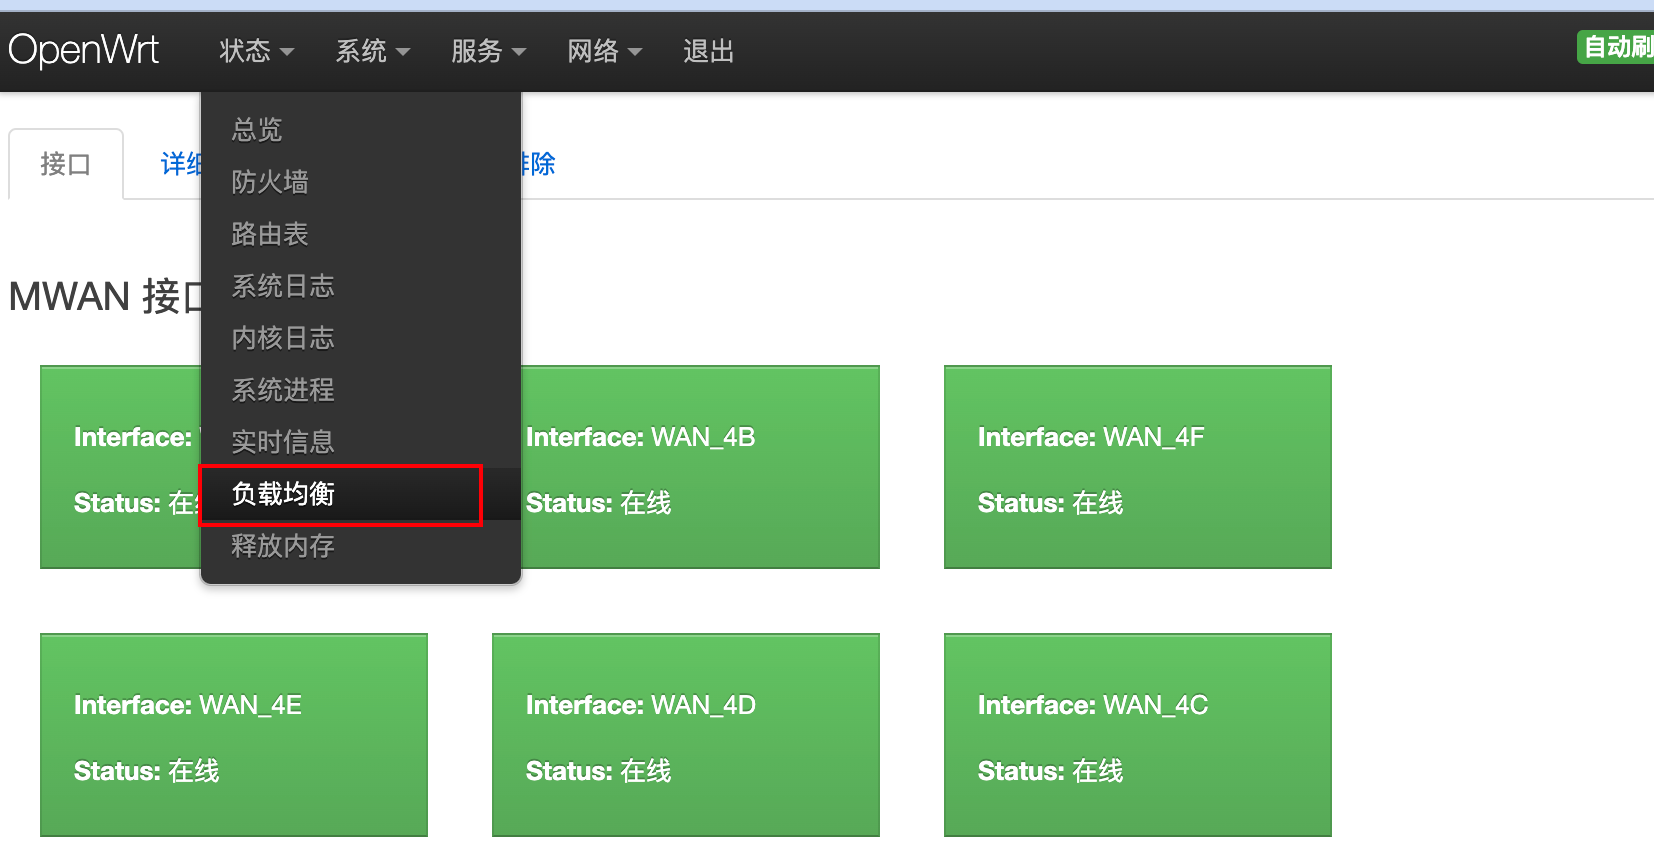 OpenWrt 状态 系统 服务 网络 退出 自动刷
接口 详细 排除
总览
防火墙
路由表
系统日志
内核日志
系统进程
实时信息
负载均衡
释放内存
MWAN 接口
Interface:
Status: 在线
Interface: WAN_4B
Status: 在线
Interface: WAN_4F
Status: 在线
Interface: WAN_4E
Status: 在线
Interface: WAN_4D
Status: 在线
Interface: WAN_4C
Status: 在线